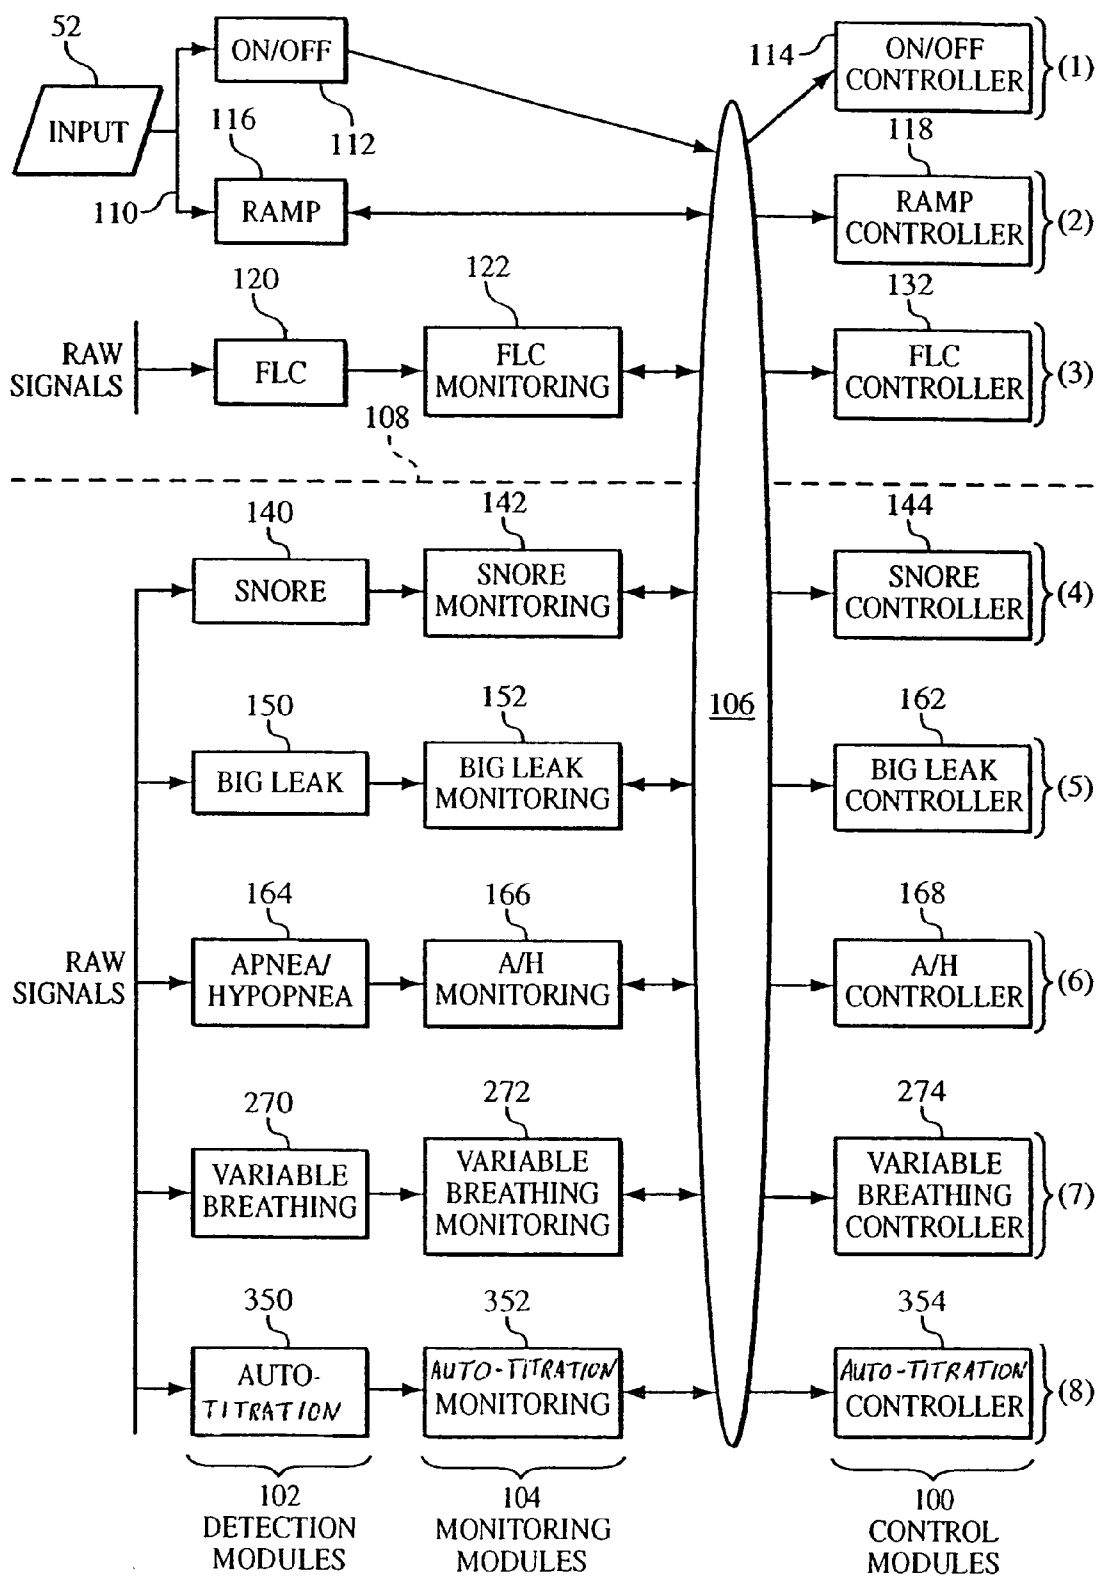 52
INPUT
110
ON/OFF
112
114
ON/OFF
CONTROLLER
(1)
116
RAMP
118
RAMP
CONTROLLER
(2)
RAW
SIGNALS
120
FLC
122
FLC
MONITORING
132
FLC
CONTROLLER
(3)
108
106
RAW
SIGNALS
140
SNORE
142
SNORE
MONITORING
144
SNORE
CONTROLLER
(4)
150
BIG LEAK
152
BIG LEAK
MONITORING
162
BIG LEAK
CONTROLLER
(5)
164
APNEA/
HYPOPNEA
166
A/H
MONITORING
168
A/H
CONTROLLER
(6)
270
VARIABLE
BREATHING
272
VARIABLE
BREATHING
MONITORING
274
VARIABLE
BREATHING
CONTROLLER
(7)
350
AUTO-
TITRATION
352
AUTO-TITRATION
MONITORING
354
AUTO-TITRATION
CONTROLLER
(8)
102
DETECTION
MODULES
104
MONITORING
MODULES
100
CONTROL
MODULES